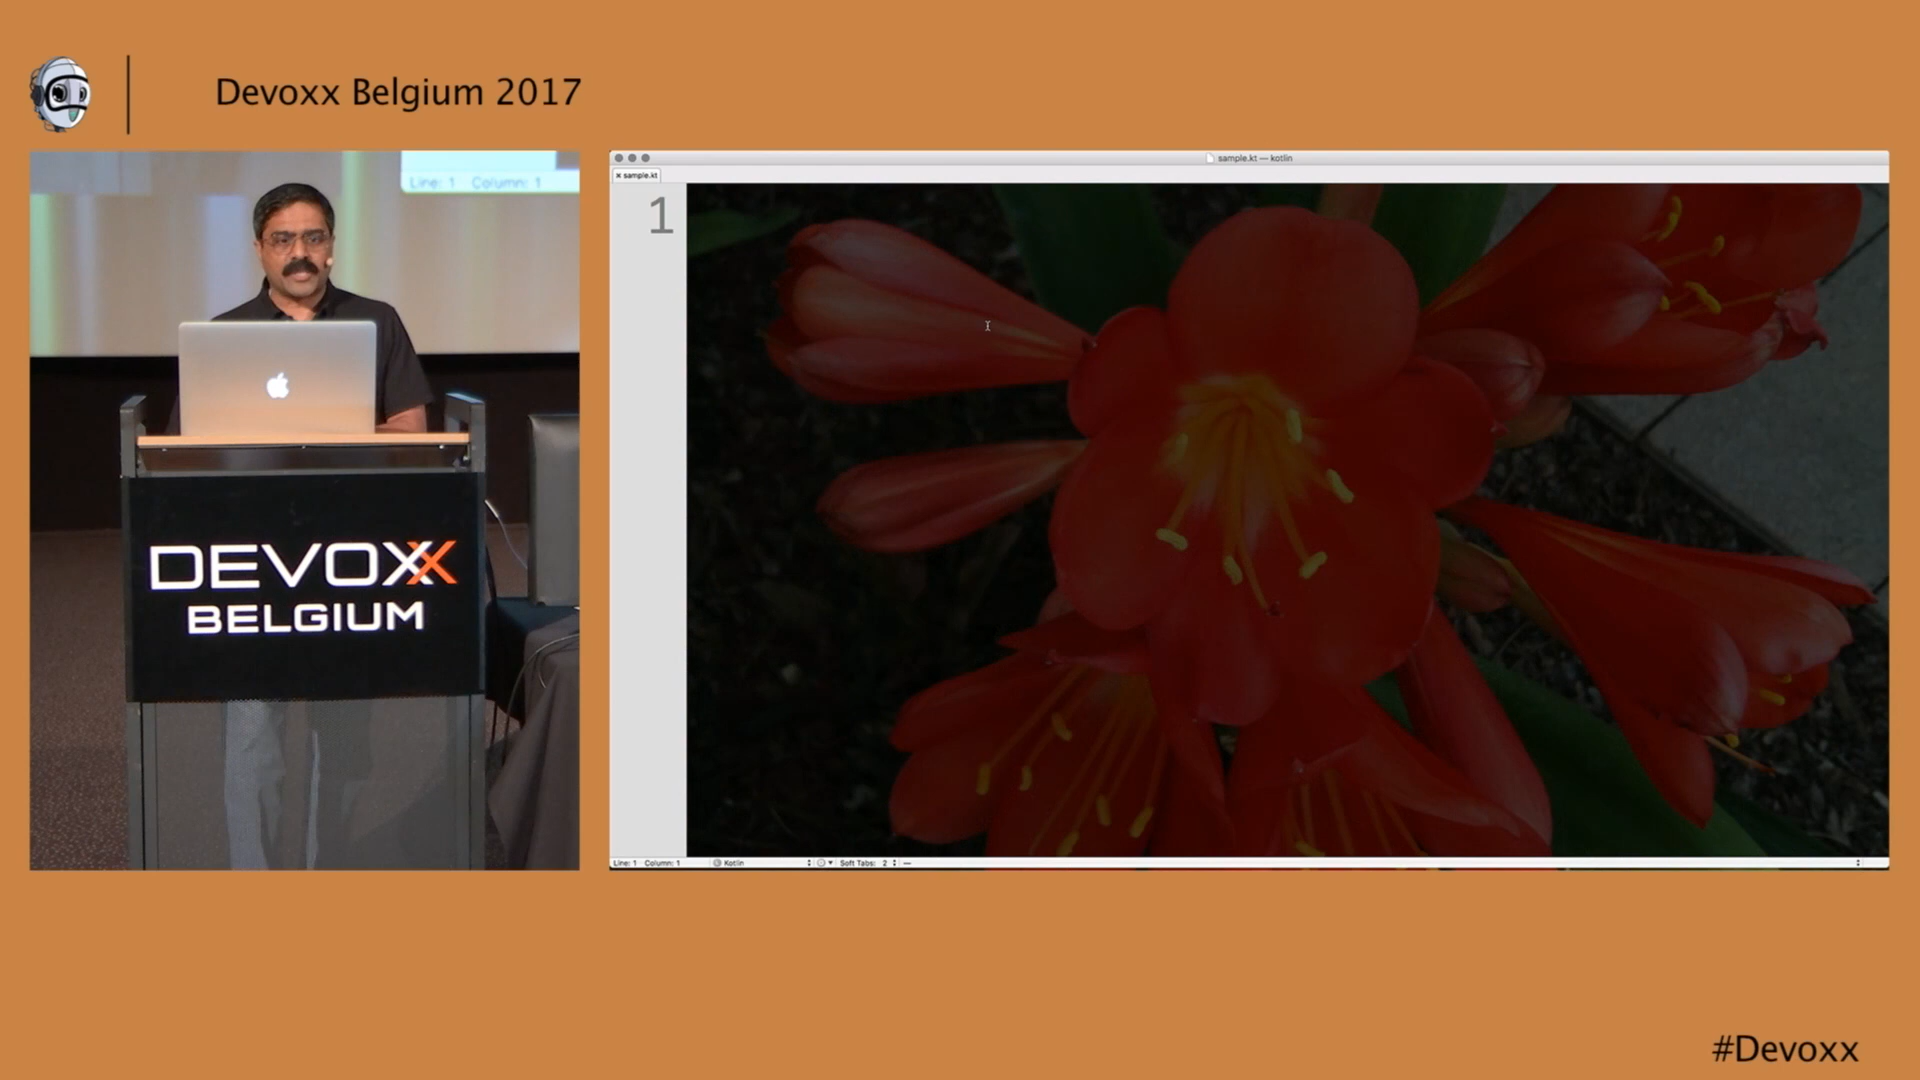 Devoxx Belgium 2017
Line: 1 Column: 1
DEVOXX
BELGIUM
sample.kt — kotlin
× sample.kt
1
Line: 1 Column: 1 Kotlin Soft Tabs: 2 —
#Devoxx